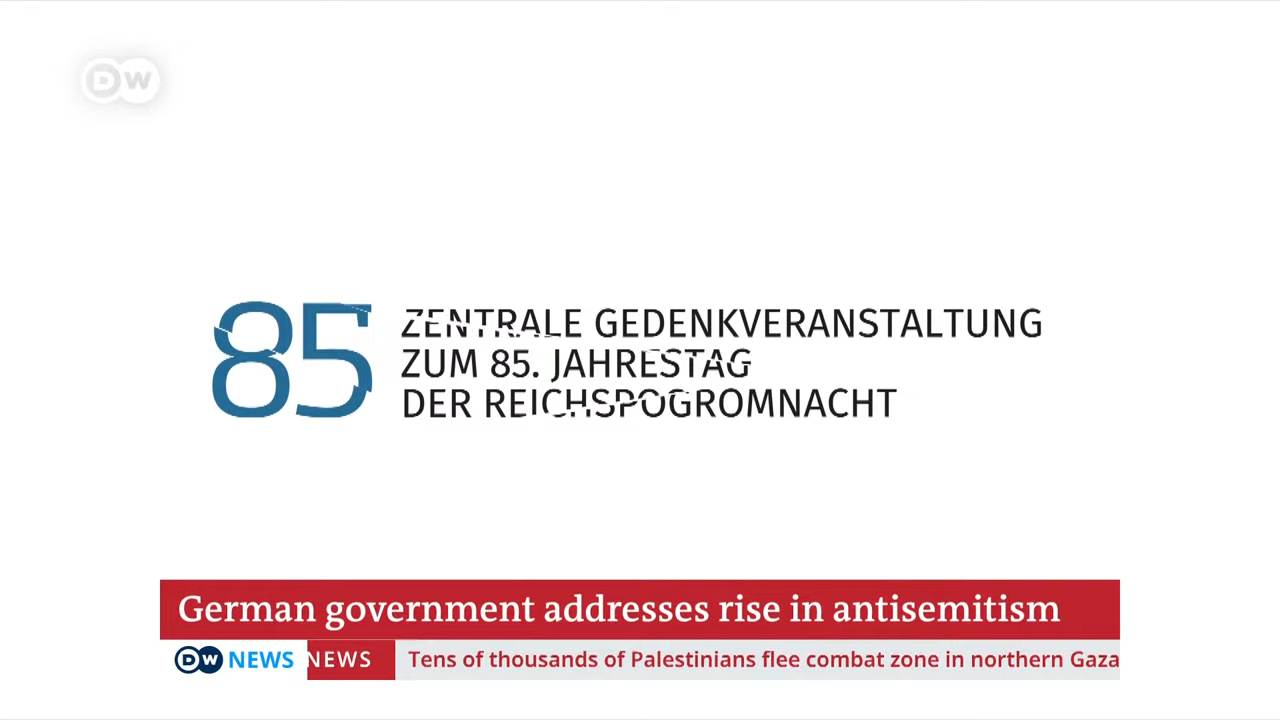 DW
85
ZENTRALE GEDENKVERANSTALTUNG
ZUM 85. JAHRESTAG
DER REICHSPOGROMNACHT
German government addresses rise in antisemitism
DW NEWS
NEWS
Tens of thousands of Palestinians flee combat zone in northern Gaza